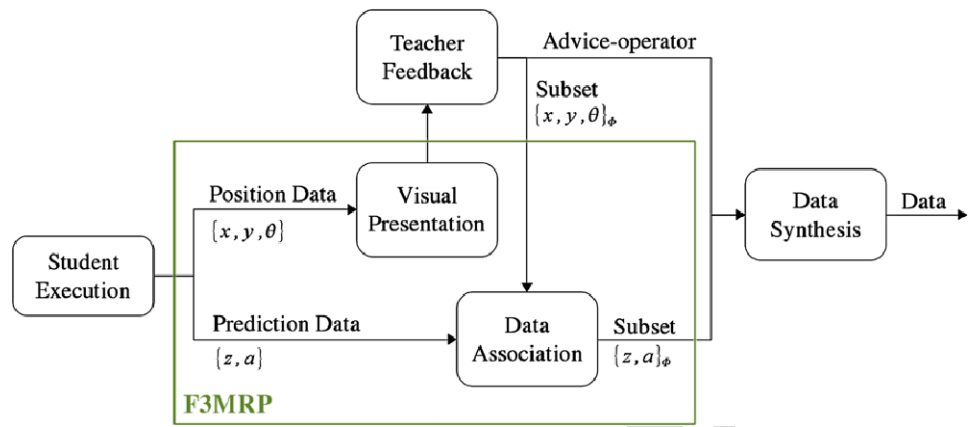 Teacher
Feedback
Advice-operator
Subset
{x, y, θ}Φ
Position Data
{x, y, θ}
Visual
Presentation
Data
Synthesis
Data
Student
Execution
Prediction Data
{z, a}
Data
Association
Subset
{z, a}Φ
F3MRP